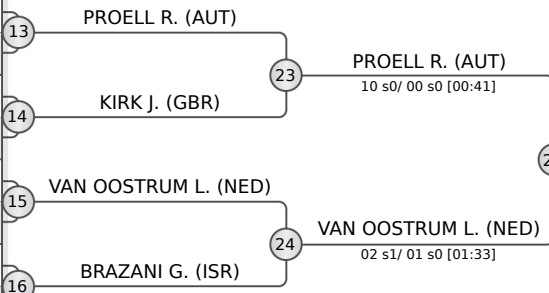 PROELL R. (AUT)
13
23
PROELL R. (AUT)
10 s0/ 00 s0 [00:41]
KIRK J. (GBR)
14
VAN OOSTRUM L. (NED)
15
24
VAN OOSTRUM L. (NED)
02 s1/ 01 s0 [01:33]
BRAZANI G. (ISR)
16